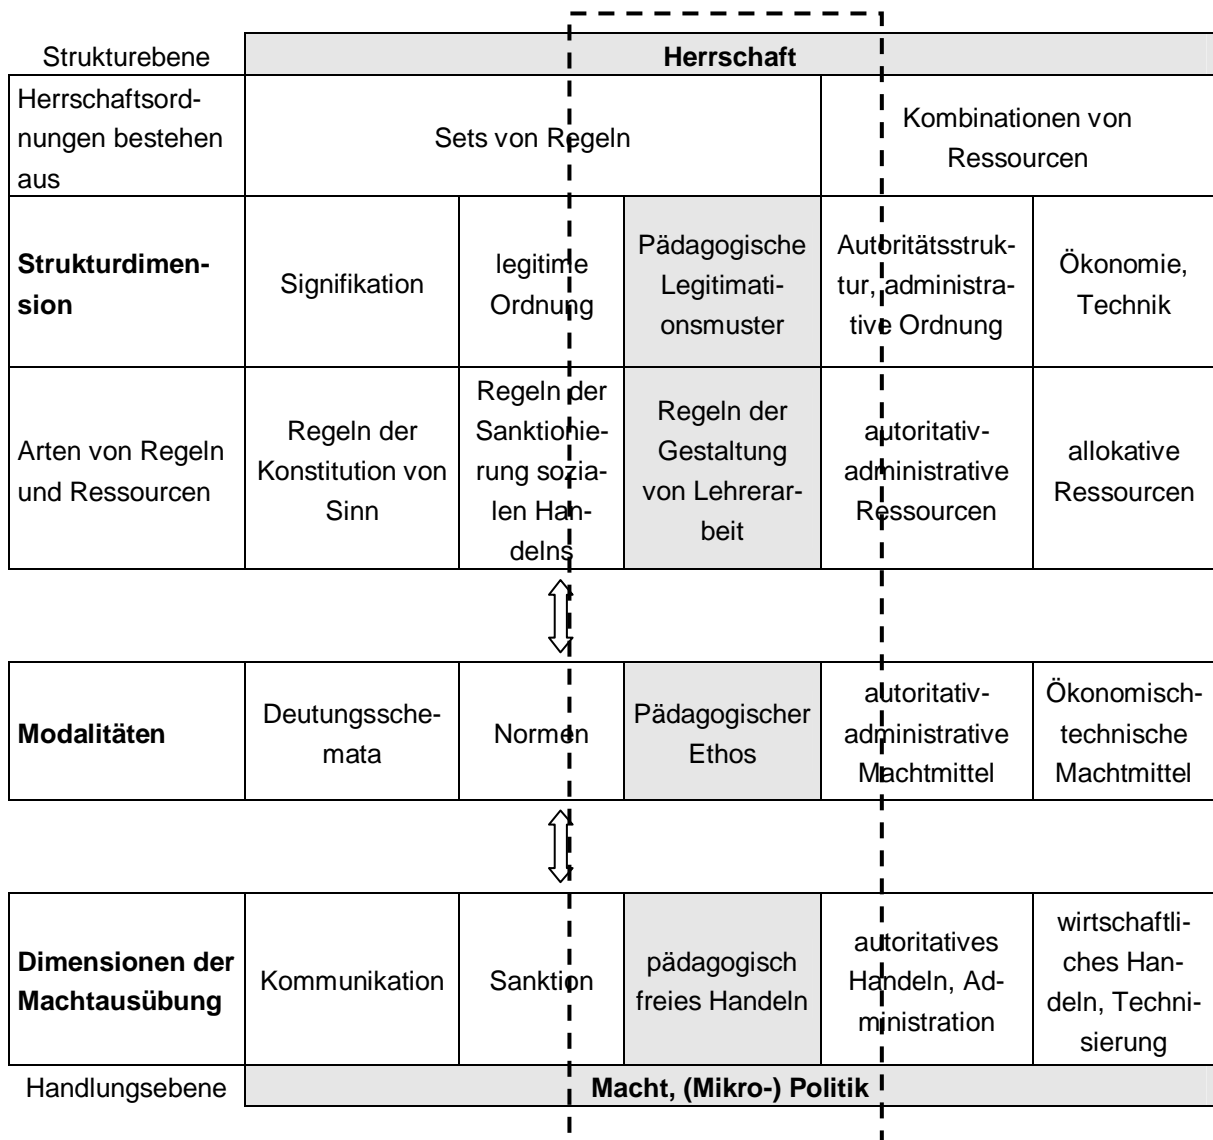 Strukturebene
Herrschaft
Herrschaftsord-
nungen bestehen
aus
Sets von Regeln
Kombinationen von
Ressourcen
Strukturdimen-
sion
Signifikation
legitime
Ordnung
Pädagogische
Legitimati-
onsmuster
Autoritätsstruk-
tur, administra-
tive Ordnung
Ökonomie,
Technik
Arten von Regeln
und Ressourcen
Regeln der
Konstitution von
Sinn
Regeln der
Sanktionie-
rung sozia-
len Han-
delns
Regeln der
Gestaltung
von Lehrerar-
beit
autoritativ-
administrative
Ressourcen
allokative
Ressourcen
Modalitäten
Deutungssche-
mata
Normen
Pädagogischer
Ethos
autoritativ-
administrative
Machtmittel
Ökonomisch-
technische
Machtmittel
Dimensionen der
Machtausübung
Kommunikation
Sanktion
pädagogisch
freies Handeln
autoritatives
Handeln, Ad-
ministration
wirtschaftli-
ches Han-
deln, Techni-
sierung
Handlungsebene
Macht, (Mikro-) Politik